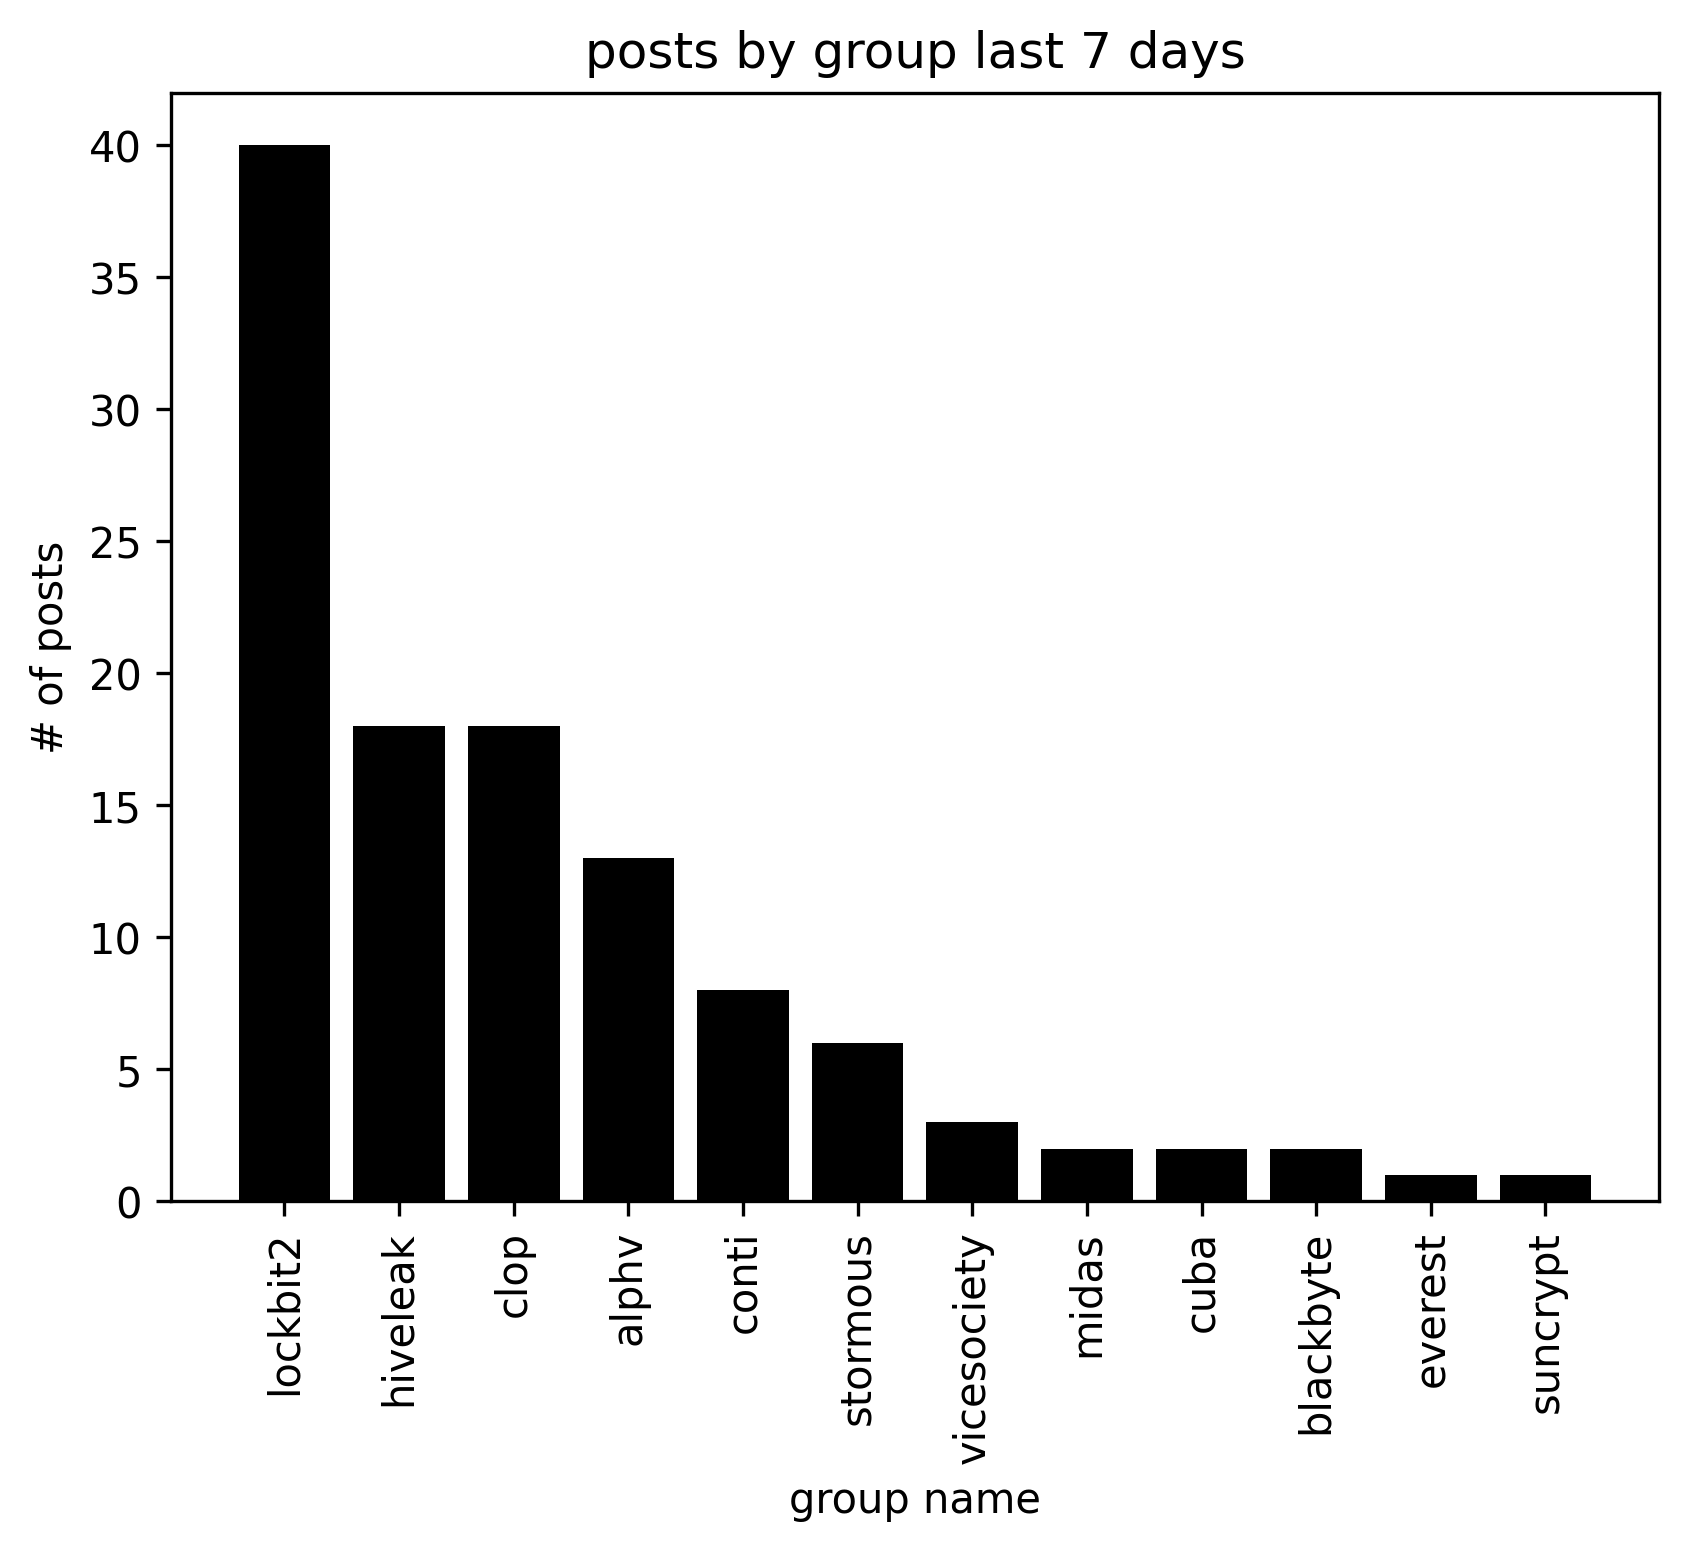 posts by group last 7 days
# of posts
40
35
30
25
20
15
10
5
0
lockbit2
hiveleak
clop
alphv
conti
stormous
vicesociety
midas
cuba
blackbyte
everest
suncrypt
group name